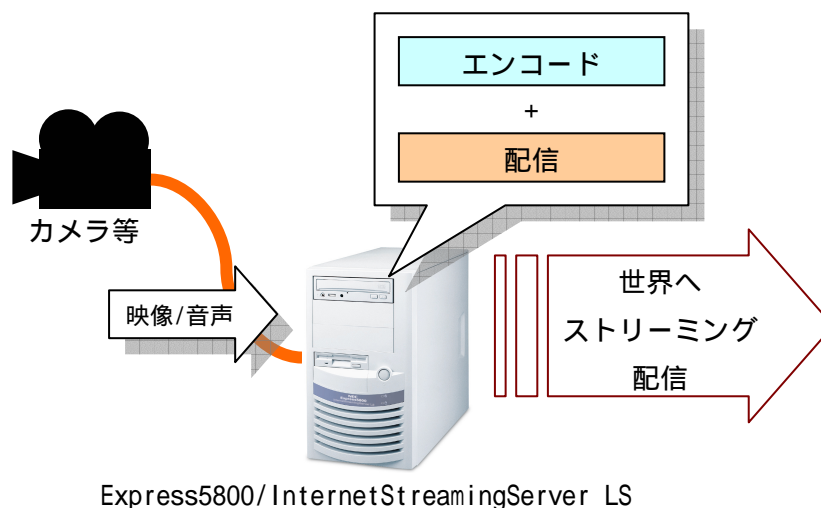 エンコード
+
配信
カメラ等
映像/音声
世界へ
ストリーミング
配信
Express5800/InternetStreamingServer LS